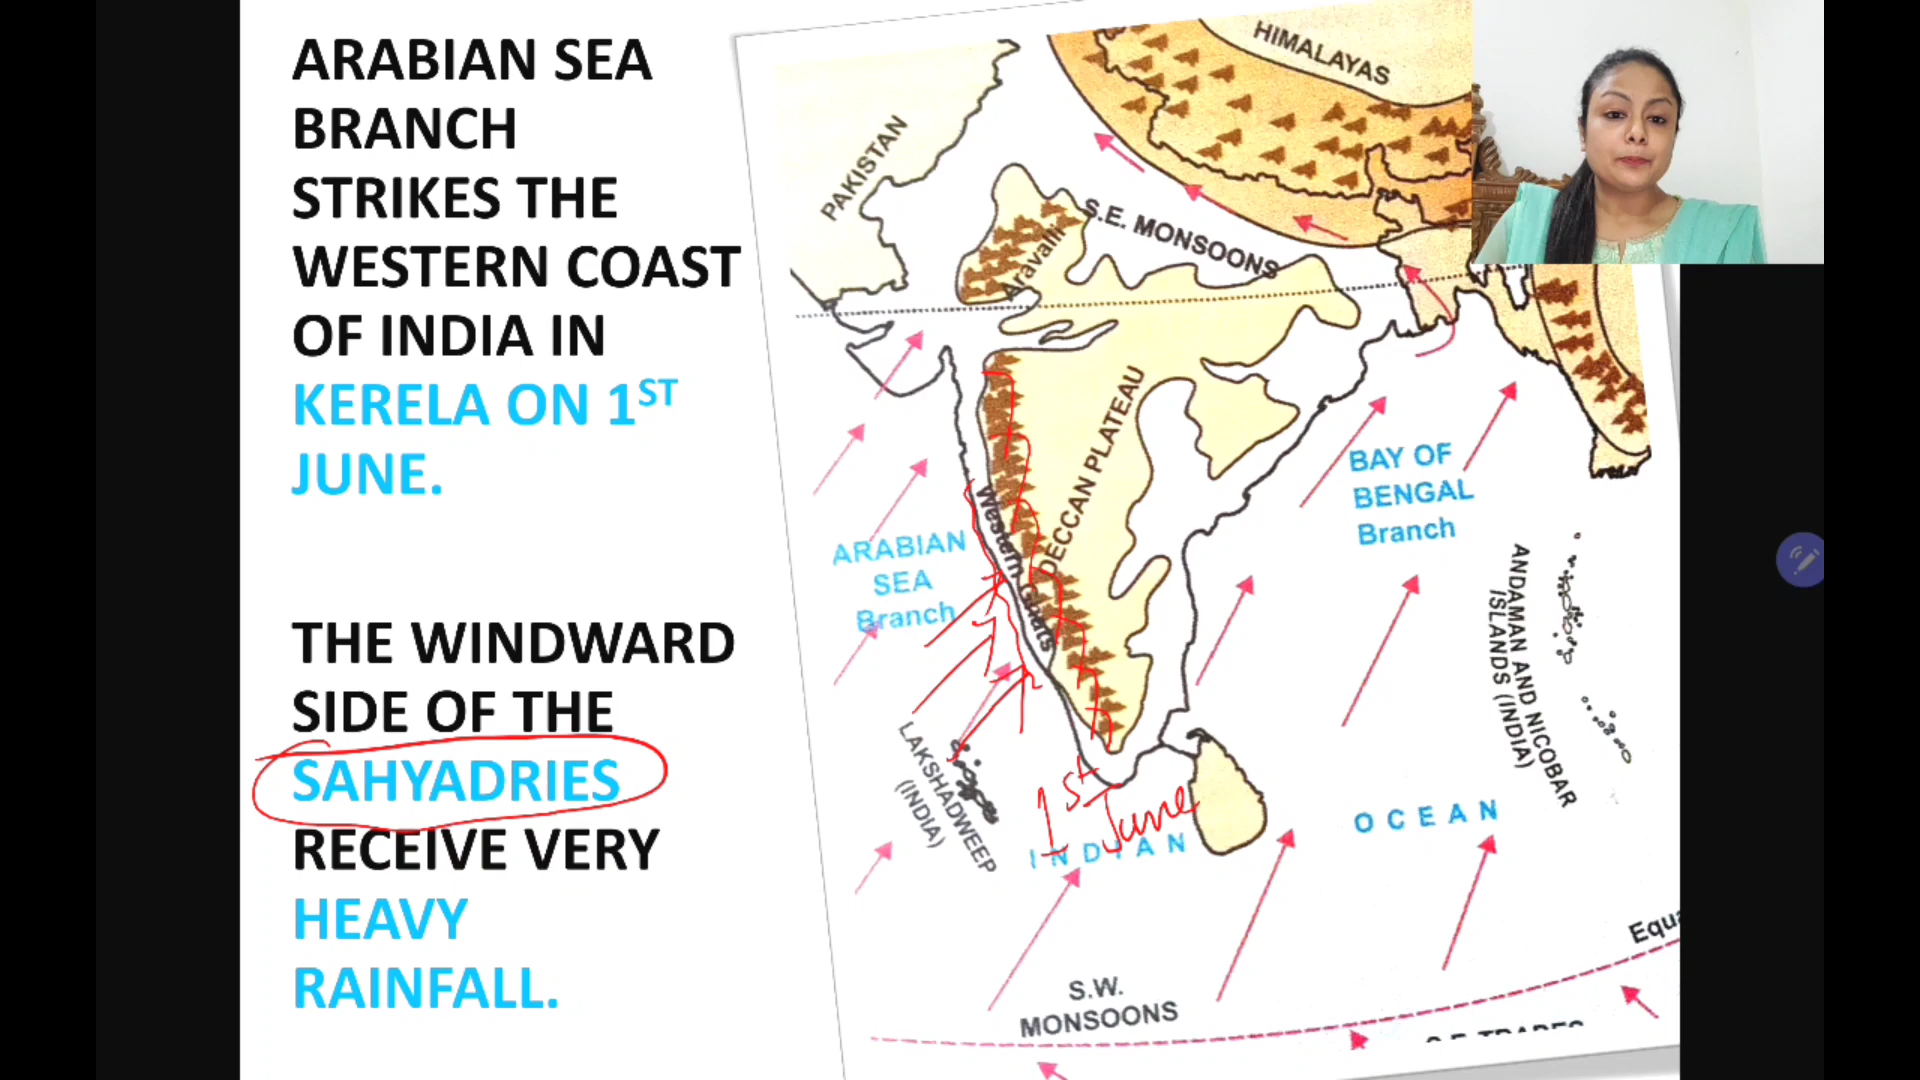 ARABIAN SEA
BRANCH
STRIKES THE
WESTERN COAST
OF INDIA IN
KERELA ON 1ST
JUNE.
THE WINDWARD
SIDE OF THE
SAHYADRIES
RECEIVE VERY
HEAVY
RAINFALL.
HIMALAYAS
PAKISTAN
S.E. MONSOONS
Aravalli
DECCAN PLATEAU
Western Ghats
BAY OF
BENGAL
Branch
ARABIAN
SEA
Branch
ANDAMAN AND NICOBAR
ISLANDS (INDIA)
LAKSHADWEEP
(INDIA)
1st
June
INDIAN
OCEAN
S.W.
MONSOONS